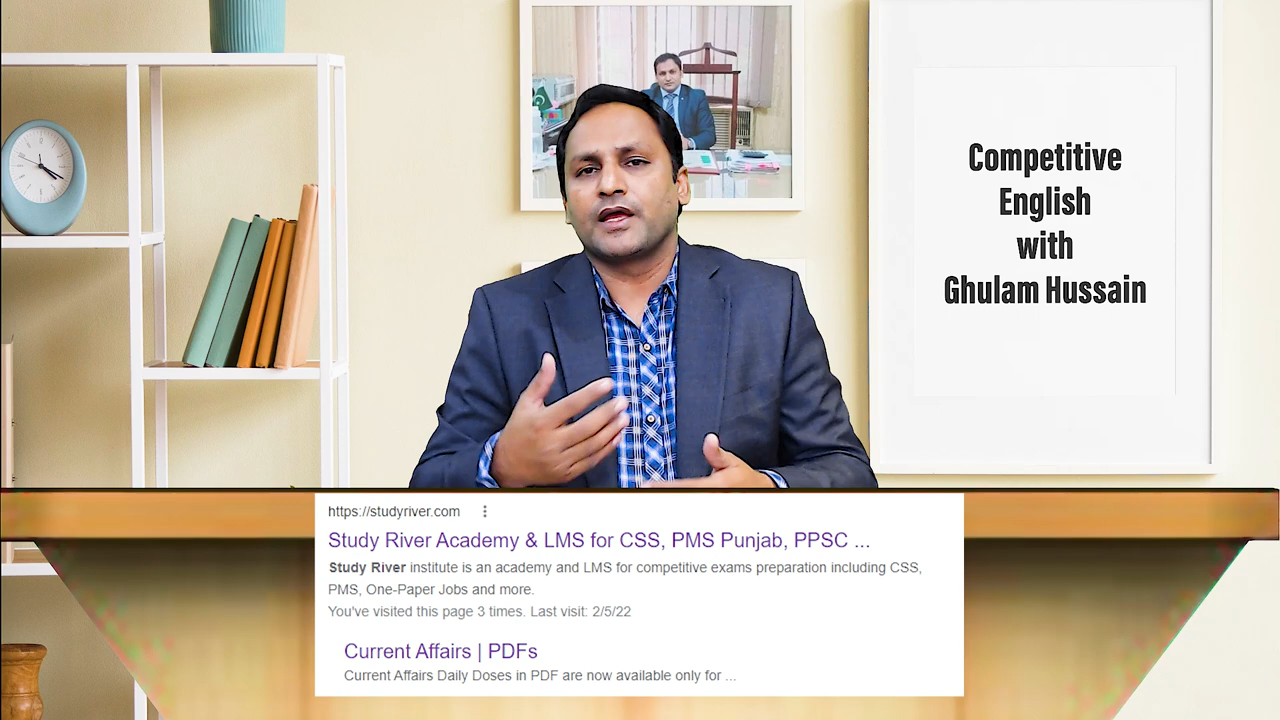 Competitive
English
with
Ghulam Hussain
https://studyriver.com
Study River Academy & LMS for CSS, PMS Punjab, PPSC ...
Study River institute is an academy and LMS for competitive exams preparation including CSS,
PMS, One-Paper Jobs and more.
You've visited this page 3 times. Last visit: 2/5/22
Current Affairs | PDFs
Current Affairs Daily Doses in PDF are now available only for ...